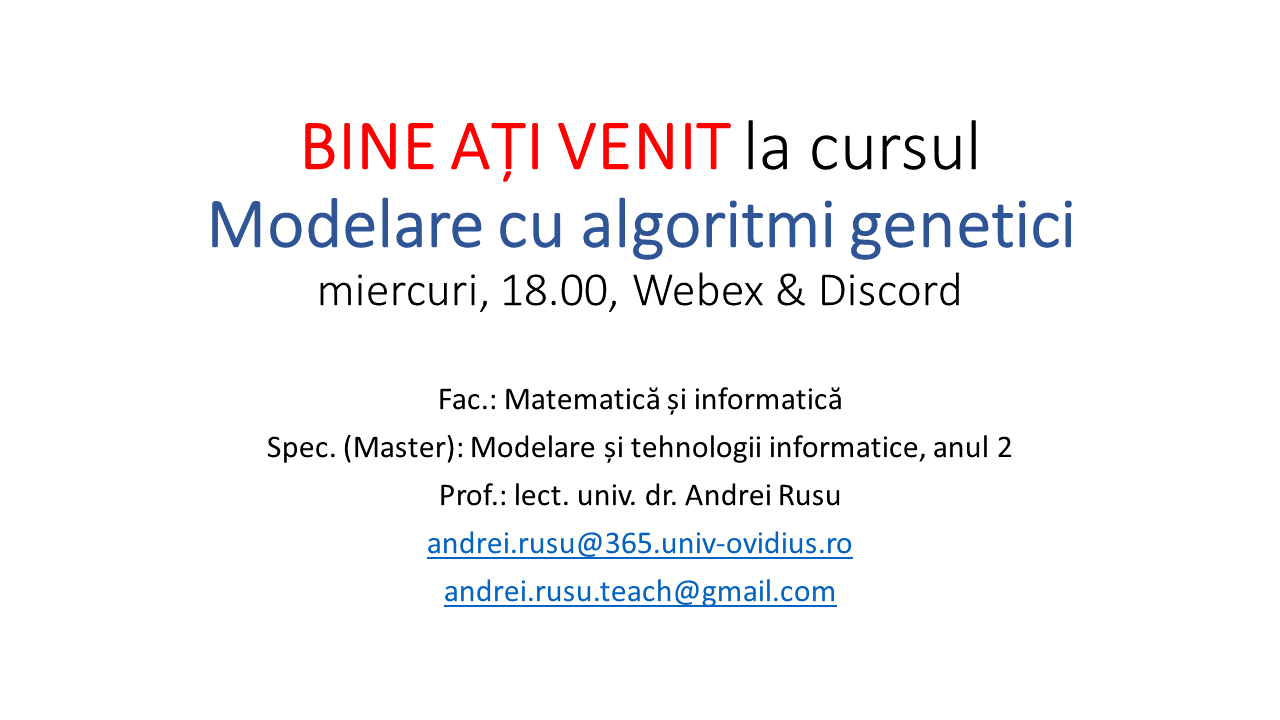 BINE AȚI VENIT la cursul
Modelare cu algoritmi genetici
miercuri, 18.00, Webex & Discord
Fac.: Matematică și informatică
Spec. (Master): Modelare și tehnologii informatice, anul 2
Prof.: lect. univ. dr. Andrei Rusu
andrei.rusu@365.univ-ovidius.ro
andrei.rusu.teach@gmail.com